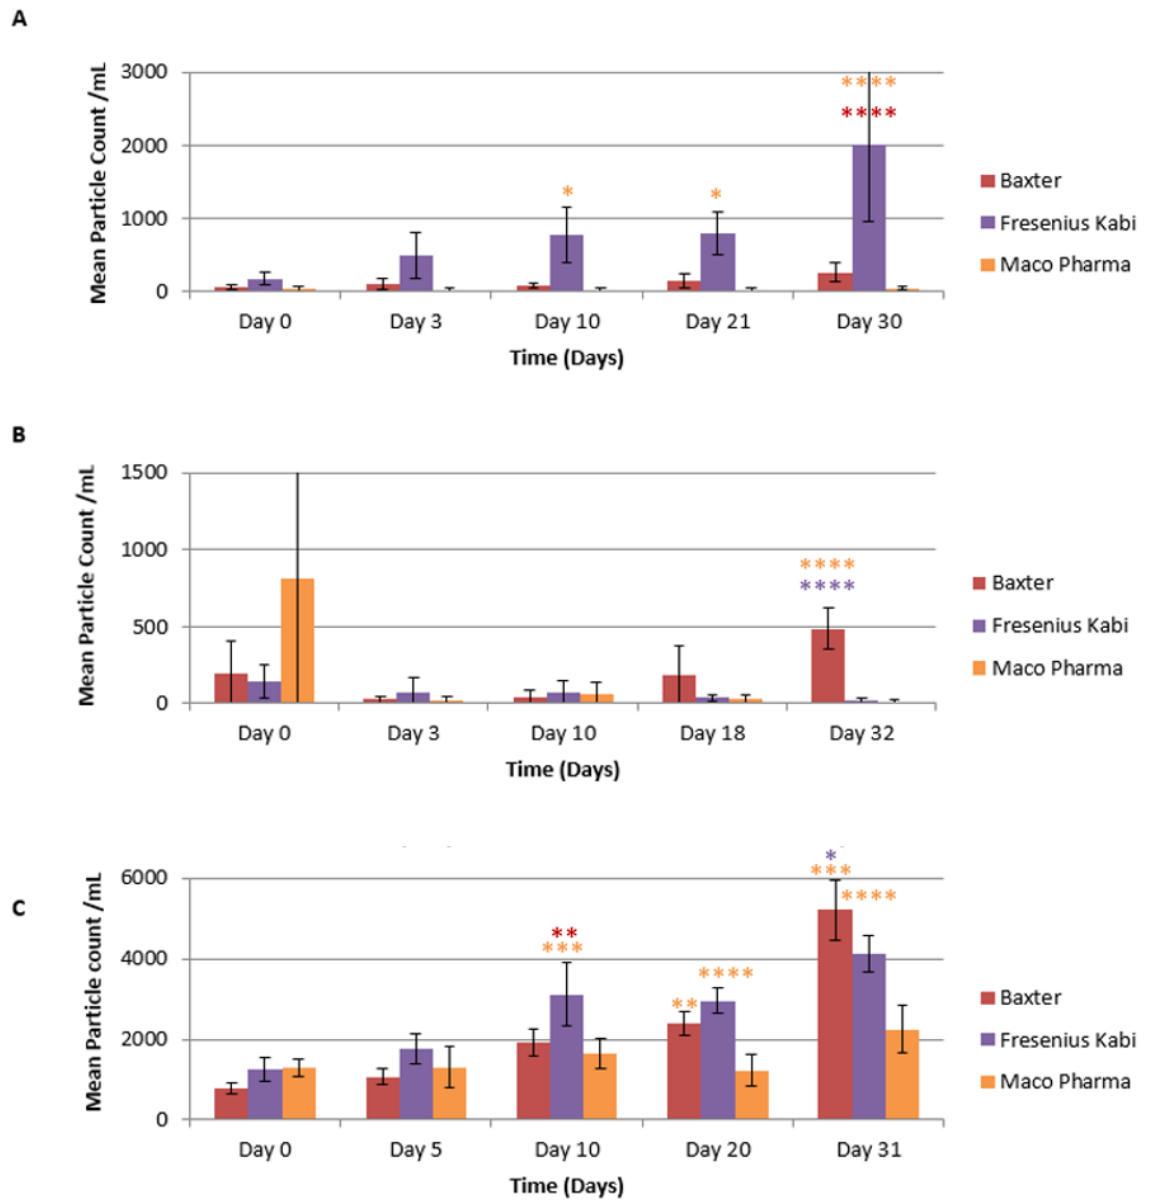 A
Mean Particle Count /mL
3000
2000
1000
0
****
****
*
*
Day 0 Day 3 Day 10 Day 21 Day 30
Time (Days)
Baxter
Fresenius Kabi
Maco Pharma
B
Mean Particle Count /mL
1500
1000
500
0
****
****
Day 0 Day 3 Day 10 Day 18 Day 32
Time (Days)
Baxter
Fresenius Kabi
Maco Pharma
C
Mean Particle count /mL
6000
4000
2000
0
*
***
****
**
***
****
**
Day 0 Day 5 Day 10 Day 20 Day 31
Time (Days)
Baxter
Fresenius Kabi
Maco Pharma